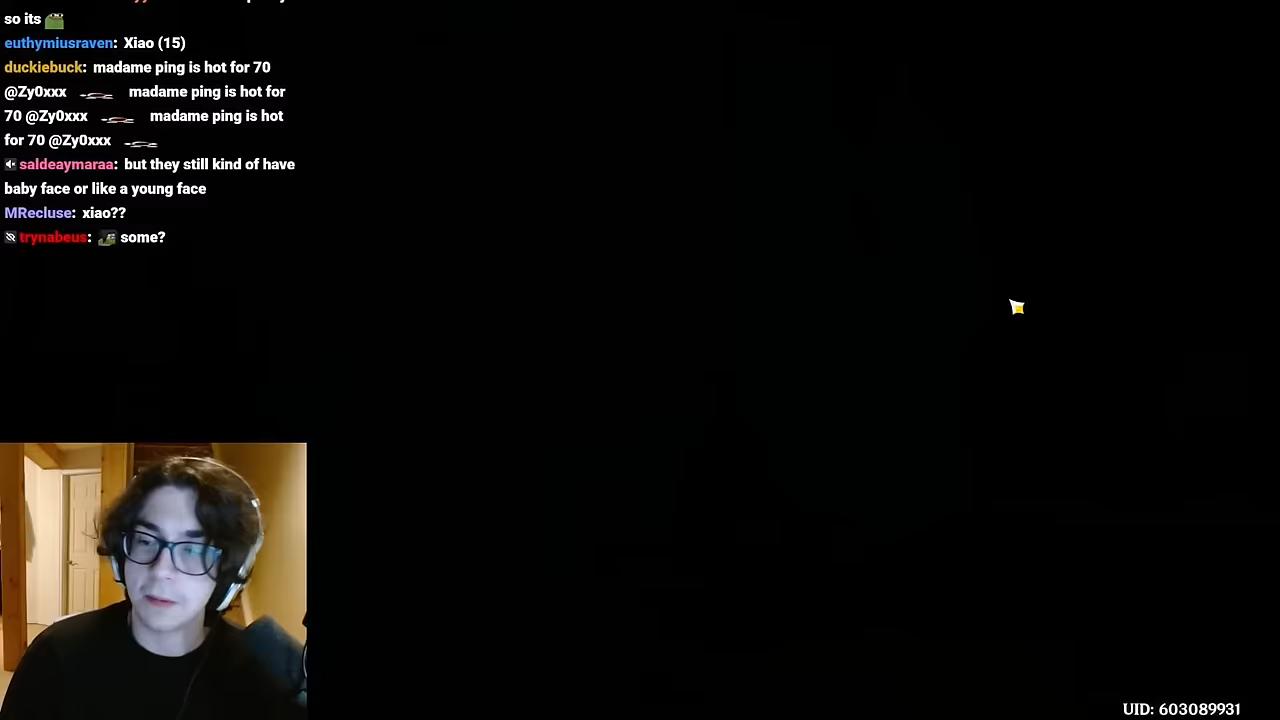 so its
euthymiusraven: Xiao (15)
duckiebuck: madame ping is hot for 70
@Zy0xxx madame ping is hot for
70 @Zy0xxx madame ping is hot
for 70 @Zy0xxx
saldeaymaraa: but they still kind of have
baby face or like a young face
MRecluse: xiao??
trynabeus: some?
UID: 603089931